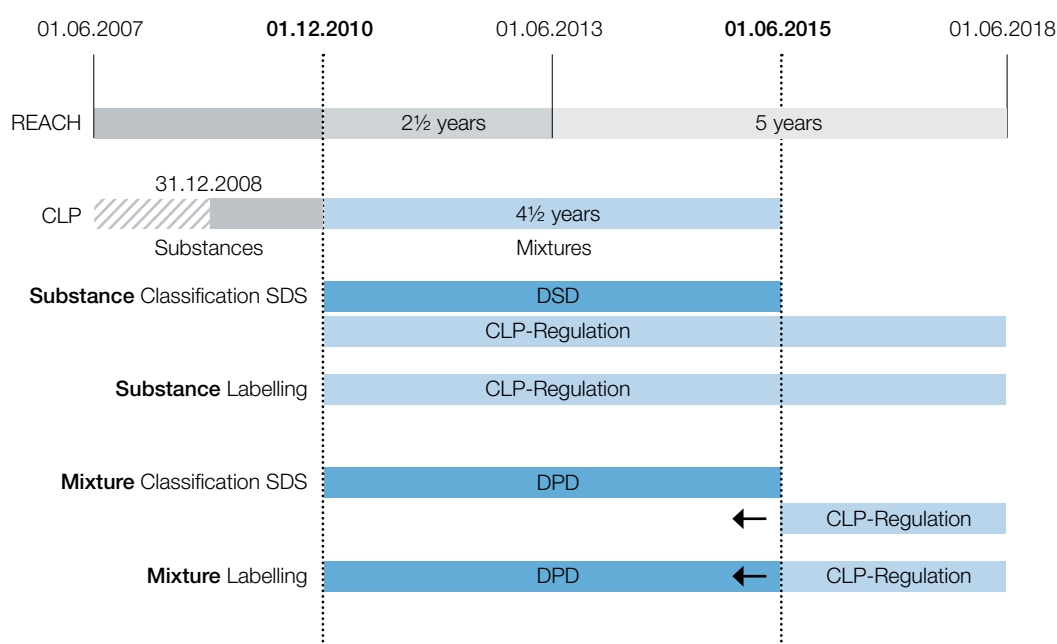 01.06.2007 01.12.2010 01.06.2013 01.06.2015 01.06.2018
REACH 2½ years 5 years
31.12.2008
CLP 4½ years
Substances Mixtures
Substance Classification SDS DSD
CLP-Regulation
Substance Labelling CLP-Regulation
Mixture Classification SDS DPD
CLP-Regulation
Mixture Labelling DPD CLP-Regulation